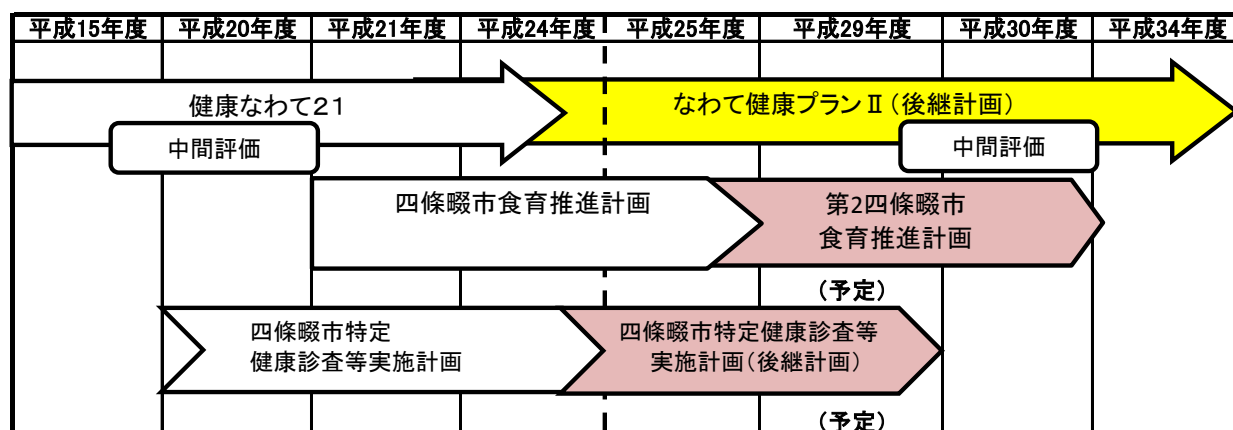 平成15年度 平成20年度 平成21年度 平成24年度 平成25年度 平成29年度 平成30年度 平成34年度
健康なわて21
なわて健康プランⅡ(後継計画)
中間評価
中間評価
四條畷市食育推進計画
第2四條畷市
食育推進計画
(予定)
四條畷市特定
健康診査等実施計画
四條畷市特定健康診査等
実施計画(後継計画)
(予定)